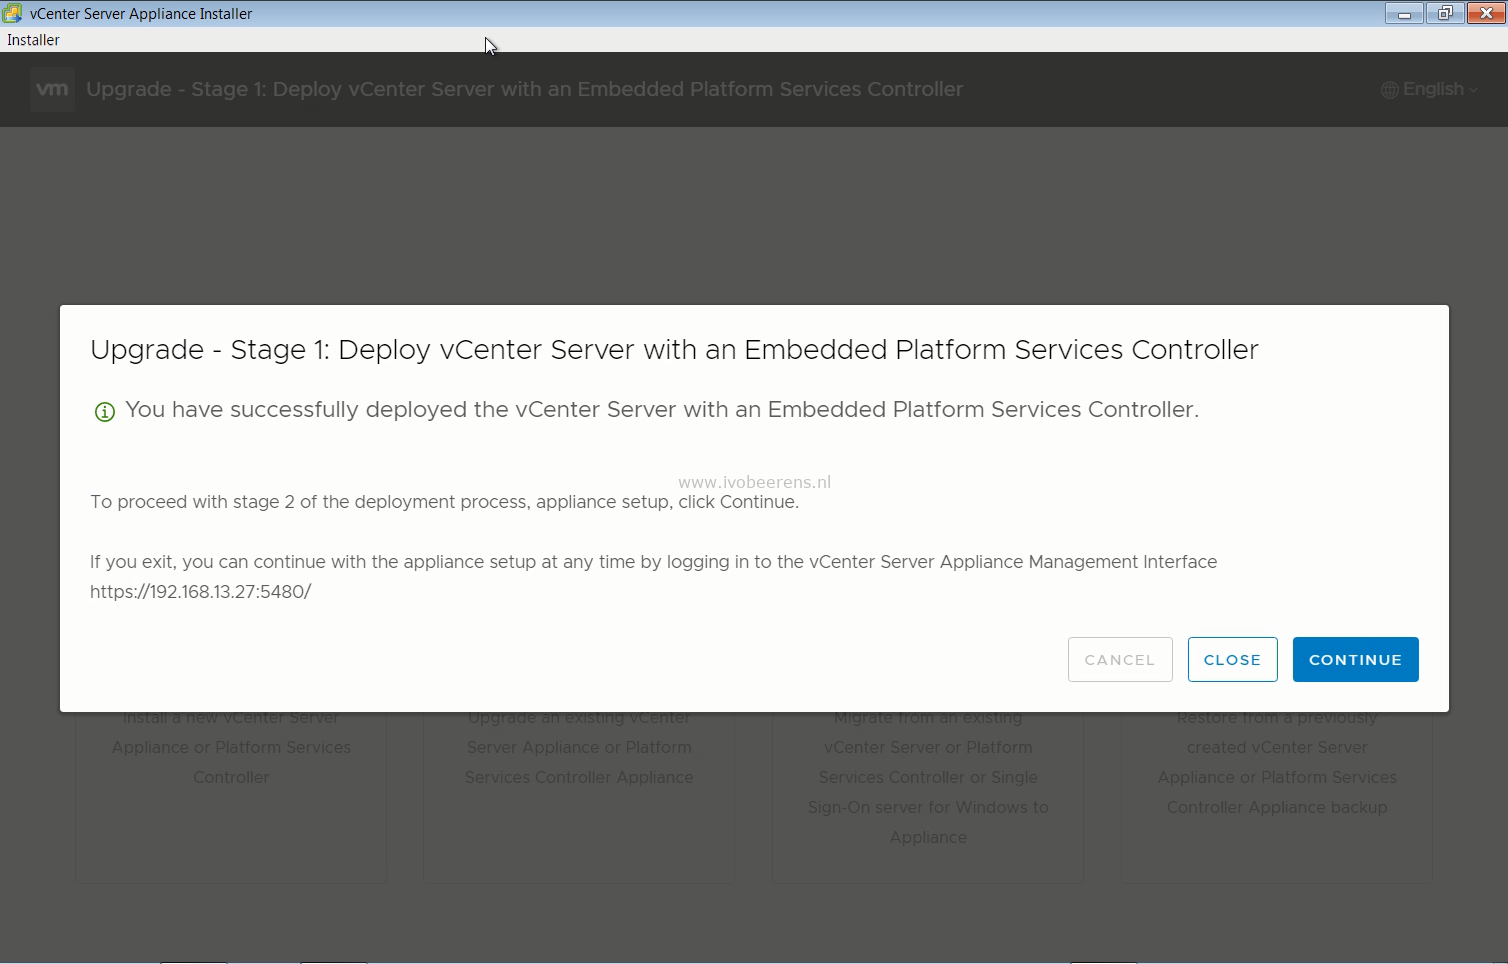 vCenter Server Appliance Installer
Installer
vm
Upgrade - Stage 1: Deploy vCenter Server with an Embedded Platform Services Controller
English
Upgrade - Stage 1: Deploy vCenter Server with an Embedded Platform Services Controller
You have successfully deployed the vCenter Server with an Embedded Platform Services Controller.
www.ivobeerens.nl
To proceed with stage 2 of the deployment process, appliance setup, click Continue.
If you exit, you can continue with the appliance setup at any time by logging in to the vCenter Server Appliance Management Interface
https://192.168.13.27:5480/
CANCEL
CLOSE
CONTINUE
Install a new vCenter Server
Appliance or Platform Services
Controller
Upgrade an existing vCenter
Server Appliance or Platform
Services Controller Appliance
Migrate from an existing
vCenter Server or Platform
Services Controller or Single
Sign-On server for Windows to
Appliance
Restore from a previously
created vCenter Server
Appliance or Platform Services
Controller Appliance backup